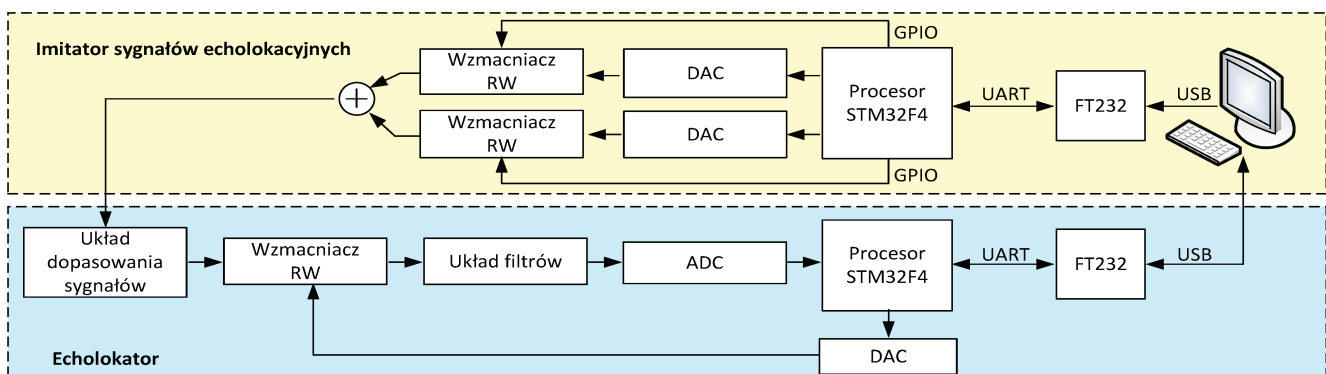 Imitator sygnałów echolokacyjnych
GPIO
Wzmacniacz
RW
DAC
Procesor
STM32F4
UART
FT232
USB
Wzmacniacz
RW
DAC
GPIO
Układ
dopasowania
sygnałów
Wzmacniacz
RW
Układ filtrów
ADC
Procesor
STM32F4
UART
FT232
USB
DAC
Echolokator